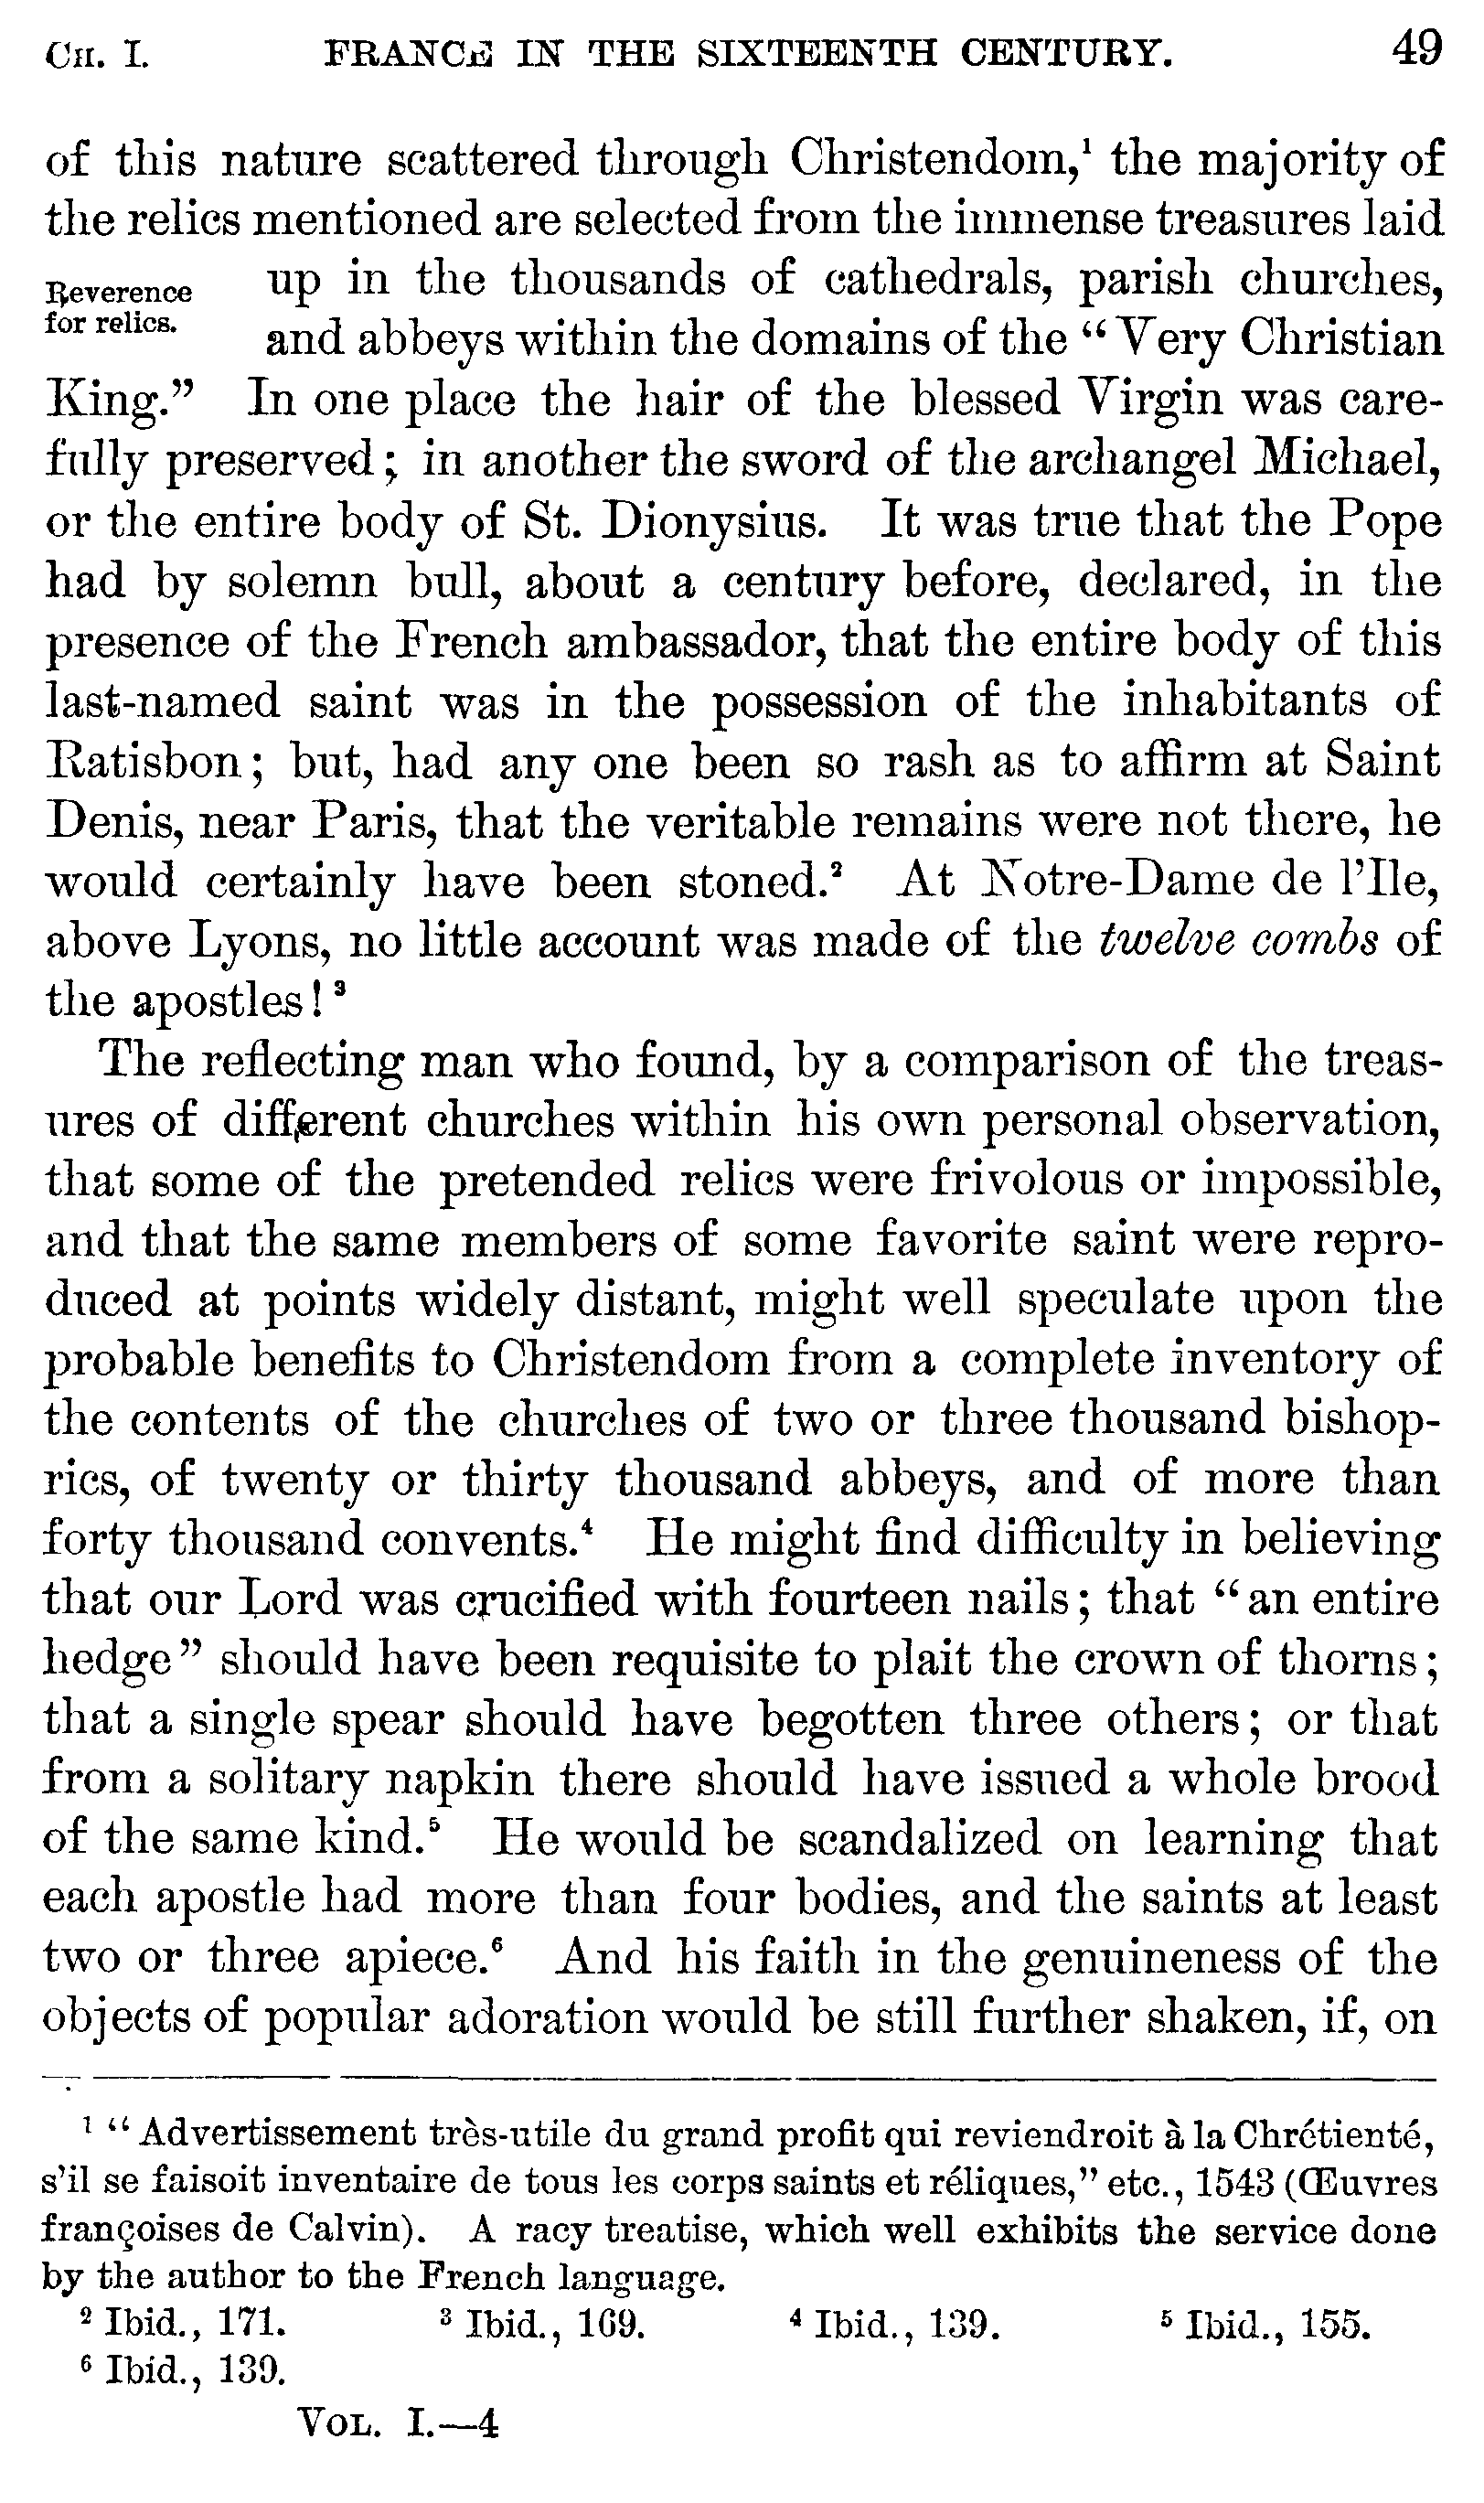 CH. I. FRANCE IN THE SIXTEENTH CENTURY. 49
of this nature scattered through Christendom,¹ the majority of
the relics mentioned are selected from the immense treasures laid
Reverence
for relics.
up in the thousands of cathedrals, parish churches,
and abbeys within the domains of the “Very Christian
King.” In one place the hair of the blessed Virgin was care-
fully preserved; in another the sword of the archangel Michael,
or the entire body of St. Dionysius. It was true that the Pope
had by solemn bull, about a century before, declared, in the
presence of the French ambassador, that the entire body of this
last-named saint was in the possession of the inhabitants of
Ratisbon; but, had any one been so rash as to affirm at Saint
Denis, near Paris, that the veritable remains were not there, he
would certainly have been stoned.² At Notre-Dame de l’Ile,
above Lyons, no little account was made of the twelve combs of
the apostles!³
The reflecting man who found, by a comparison of the treas-
ures of different churches within his own personal observation,
that some of the pretended relics were frivolous or impossible,
and that the same members of some favorite saint were repro-
duced at points widely distant, might well speculate upon the
probable benefits to Christendom from a complete inventory of
the contents of the churches of two or three thousand bishop-
rics, of twenty or thirty thousand abbeys, and of more than
forty thousand convents.⁴ He might find difficulty in believing
that our Lord was crucified with fourteen nails; that “an entire
hedge” should have been requisite to plait the crown of thorns;
that a single spear should have begotten three others; or that
from a solitary napkin there should have issued a whole brood
of the same kind.⁵ He would be scandalized on learning that
each apostle had more than four bodies, and the saints at least
two or three apiece.⁶ And his faith in the genuineness of the
objects of popular adoration would be still further shaken, if, on
¹ “Advertissement très-utile du grand profit qui reviendroit à la Chrétienté,
s’il se faisoit inventaire de tous les corps saints et réliques,” etc., 1543 (Œuvres
françoises de Calvin). A racy treatise, which well exhibits the service done
by the author to the French language.
² Ibid., 171. ³ Ibid., 169. ⁴ Ibid., 139. ⁵ Ibid., 155.
⁶ Ibid., 139.
VOL. I.—4